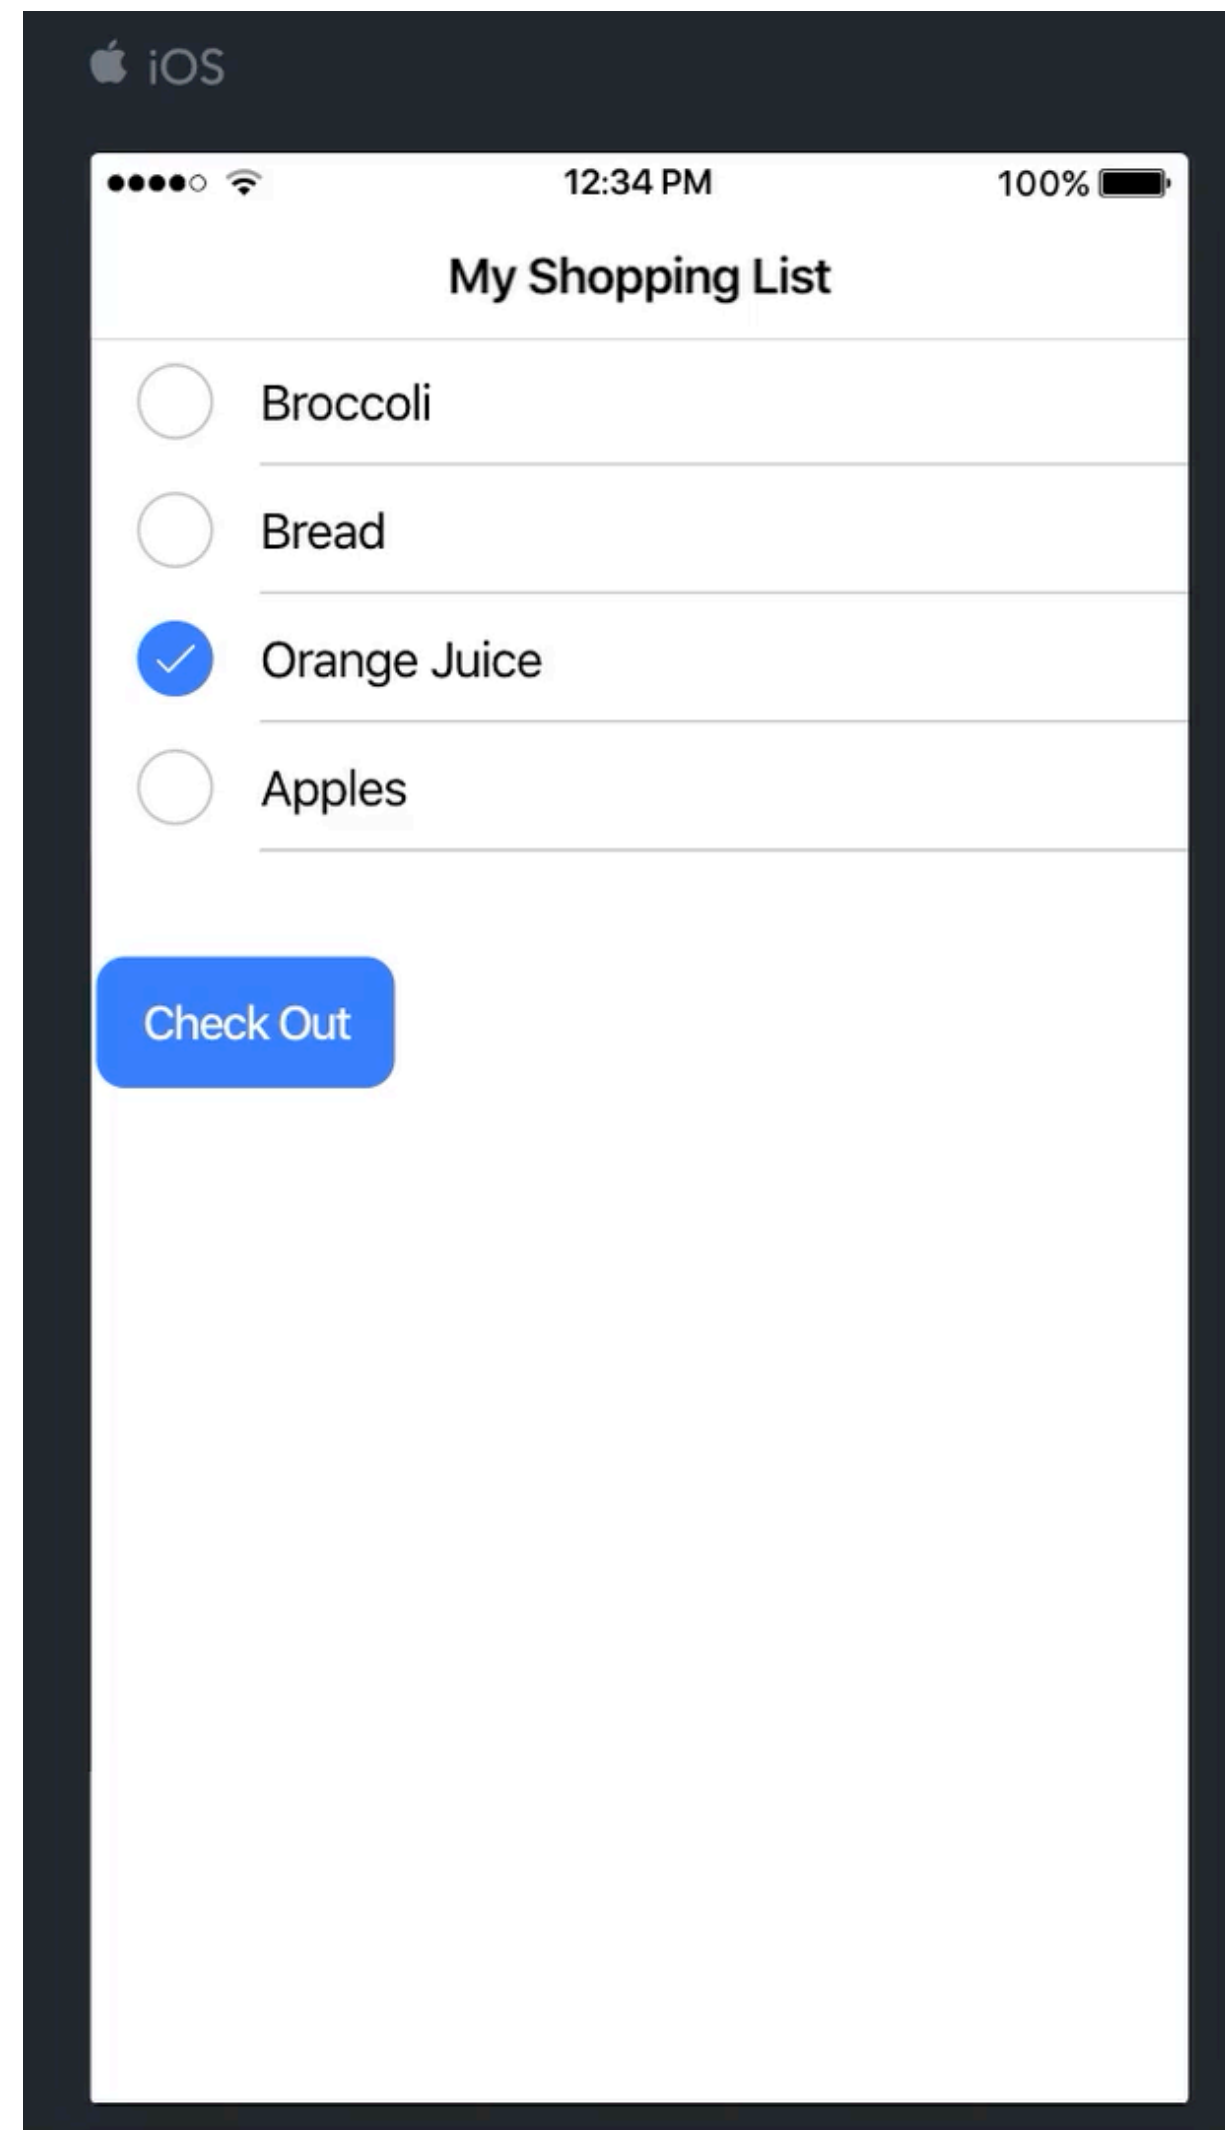 iOS
12:34 PM
100%
My Shopping List
Broccoli
Bread
Orange Juice
Apples
Check Out